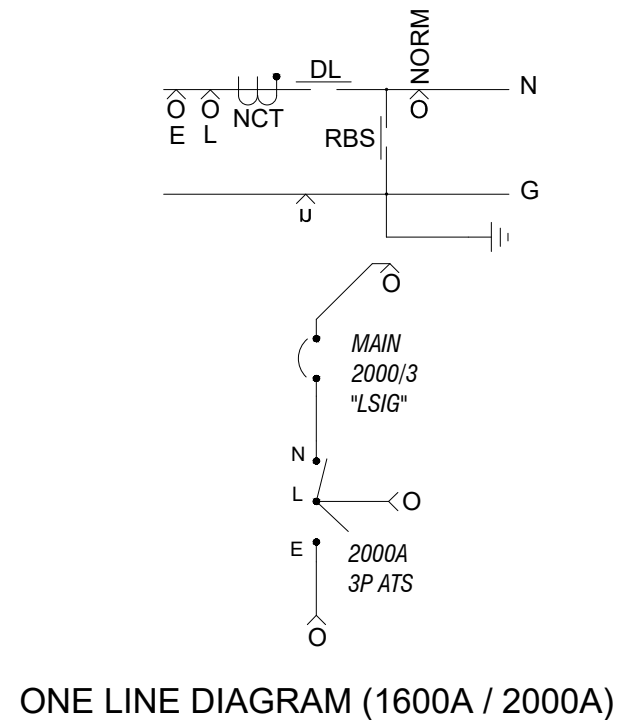 NORM
DL
N
O
O
O
NCT
E
L
RBS
G
O
MAIN
2000/3
"LSIG"
N
L
O
E
2000A
3P ATS
O
ONE LINE DIAGRAM (1600A / 2000A)